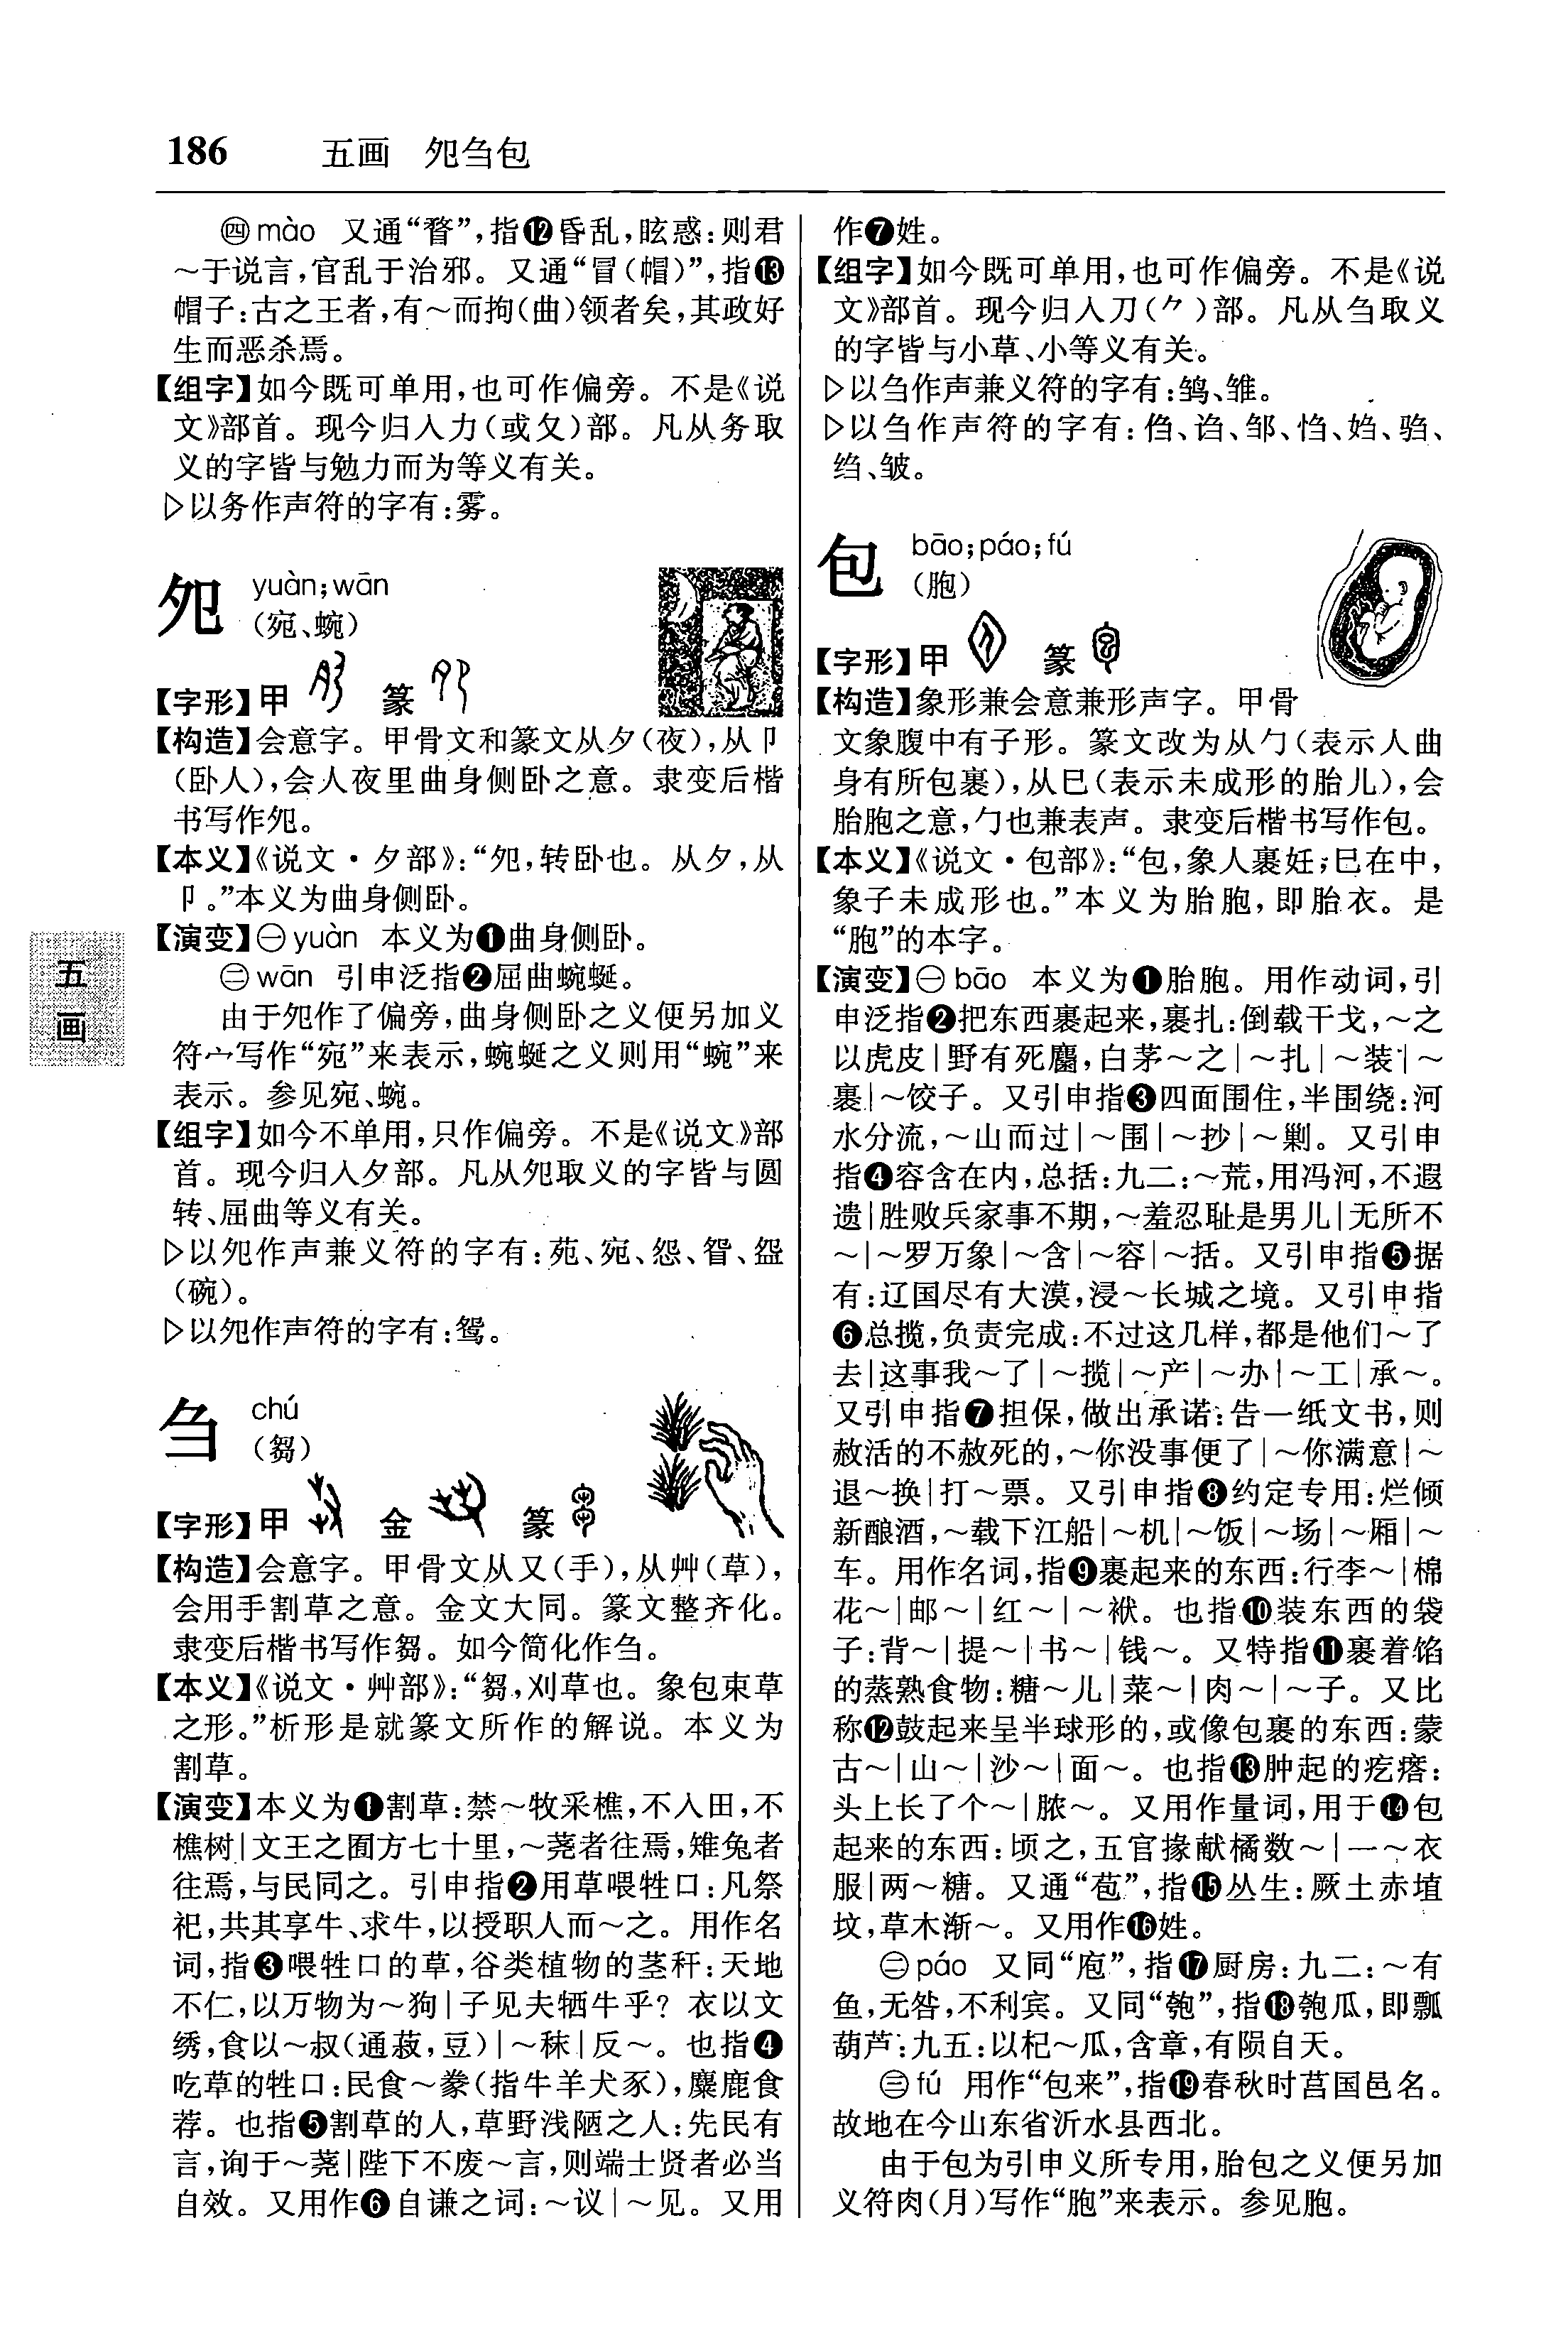 186 五画 夗刍包
㊃mào 又通“瞀”,指⓬昏乱,眩惑:则君
～于说言,官乱于治邪。又通“冒(帽)”,指⓭
帽子:古之王者,有～而拘(曲)领者矣,其政好
生而恶杀焉。
【组字】如今既可单用,也可作偏旁。不是《说
文》部首。现今归入力(或夂)部。凡从务取
义的字皆与勉力而为等义有关。
▷以务作声符的字有:雾。
夗 yuàn;wān
(宛、蜿)
【字形】甲 篆
【构造】会意字。甲骨文和篆文从夕(夜),从卩
(卧人),会人夜里曲身侧卧之意。隶变后楷
书写作夗。
【本义】《说文·夕部》:“夗,转卧也。从夕,从
卩。”本义为曲身侧卧。
【演变】㊀yuàn 本义为❶曲身侧卧。
㊁wān 引申泛指❷屈曲蜿蜒。
由于夗作了偏旁,曲身侧卧之义便另加义
符宀写作“宛”来表示,蜿蜒之义则用“蜿”来
表示。参见宛、蜿。
【组字】如今不单用,只作偏旁。不是《说文》部
首。现今归入夕部。凡从夗取义的字皆与圆
转、屈曲等义有关。
▷以夗作声兼义符的字有:苑、宛、怨、眢、盌
(碗)。
▷以夗作声符的字有:鸳。
刍 chú
(芻)
【字形】甲 金 篆
【构造】会意字。甲骨文从又(手),从艸(草),
会用手割草之意。金文大同。篆文整齐化。
隶变后楷书写作芻。如今简化作刍。
【本义】《说文·艸部》:“芻,刈草也。象包束草
之形。”析形是就篆文所作的解说。本义为
割草。
【演变】本义为❶割草:禁～牧采樵,不入田,不
樵树|文王之囿方七十里,～荛者往焉,雉兔者
往焉,与民同之。引申指❷用草喂牲口:凡祭
祀,共其享牛、求牛,以授职人而～之。用作名
词,指❸喂牲口的草,谷类植物的茎秆:天地
不仁,以万物为～狗|子见夫牺牛乎?衣以文
绣,食以～叔(通菽,豆)|～秣|反～。也指❹
吃草的牲口:民食～豢(指牛羊犬豕),麋鹿食
荐。也指❺割草的人,草野浅陋之人:先民有
言,询于～荛|陛下不废～言,则端士贤者必当
自效。又用作❻自谦之词:～议|～见。又用
作❼姓。
【组字】如今既可单用,也可作偏旁。不是《说
文》部首。现今归入刀(⺈)部。凡从刍取义
的字皆与小草、小等义有关。
▷以刍作声兼义符的字有:鸰、雏。
▷以刍作声符的字有:㑇、诌、邹、㤘、㛀、驺、
绉、皱。
包 bāo;páo;fú
(胞)
【字形】甲 篆
【构造】象形兼会意兼形声字。甲骨
文象腹中有子形。篆文改为从勹(表示人曲
身有所包裹),从巳(表示未成形的胎儿),会
胎胞之意,勹也兼表声。隶变后楷书写作包。
【本义】《说文·包部》:“包,象人裹妊;巳在中,
象子未成形也。”本义为胎胞,即胎衣。是
“胞”的本字。
【演变】㊀bāo 本义为❶胎胞。用作动词,引
申泛指❷把东西裹起来,裹扎:倒载干戈,～之
以虎皮|野有死麕,白茅～之|～扎|～装|～
裹|～饺子。又引申指❸四面围住,半围绕:河
水分流,～山而过|～围|～抄|～剿。又引申
指❹容含在内,总括:九二:～荒,用冯河,不遐
遗|胜败兵家事不期,～羞忍耻是男儿|无所不
～|～罗万象|～含|～容|～括。又引申指❺据
有:辽国尽有大漠,浸～长城之境。又引申指
❻总揽,负责完成:不过这几样,都是他们～了
去|这事我～了|～揽|～产|～办|～工|承～。
又引申指❼担保,做出承诺:告一纸文书,则
赦活的不赦死的,～你没事便了|～你满意|～
退～换|打～票。又引申指❽约定专用:烂倾
新酿酒,～载下江船|～机|～饭|～场|～厢|～
车。用作名词,指❾裹起来的东西:行李～|棉
花～|邮～|红～|～袱。也指❿装东西的袋
子:背～|提～|书～|钱～。又特指⓫裹着馅
的蒸熟食物:糖～儿|菜～|肉～|～子。又比
称⓬鼓起来呈半球形的,或像包裹的东西:蒙
古～|山～|沙～|面～。也指⓭肿起的疙瘩:
头上长了个～|脓～。又用作量词,用于⓮包
起来的东西:顷之,五官掾献橘数～|一～衣
服|两～糖。又通“苞”,指⓯丛生:厥土赤埴
坟,草木渐～。又用作⓰姓。
㊁páo 又同“庖”,指⓱厨房:九二:～有
鱼,无咎,不利宾。又同“匏”,指⓲匏瓜,即瓢
葫芦:九五:以杞～瓜,含章,有陨自天。
㊂fú 用作“包来”,指⓳春秋时莒国邑名。
故地在今山东省沂水县西北。
由于包为引申义所专用,胎包之义便另加
义符肉(月)写作“胞”来表示。参见胞。
五
画